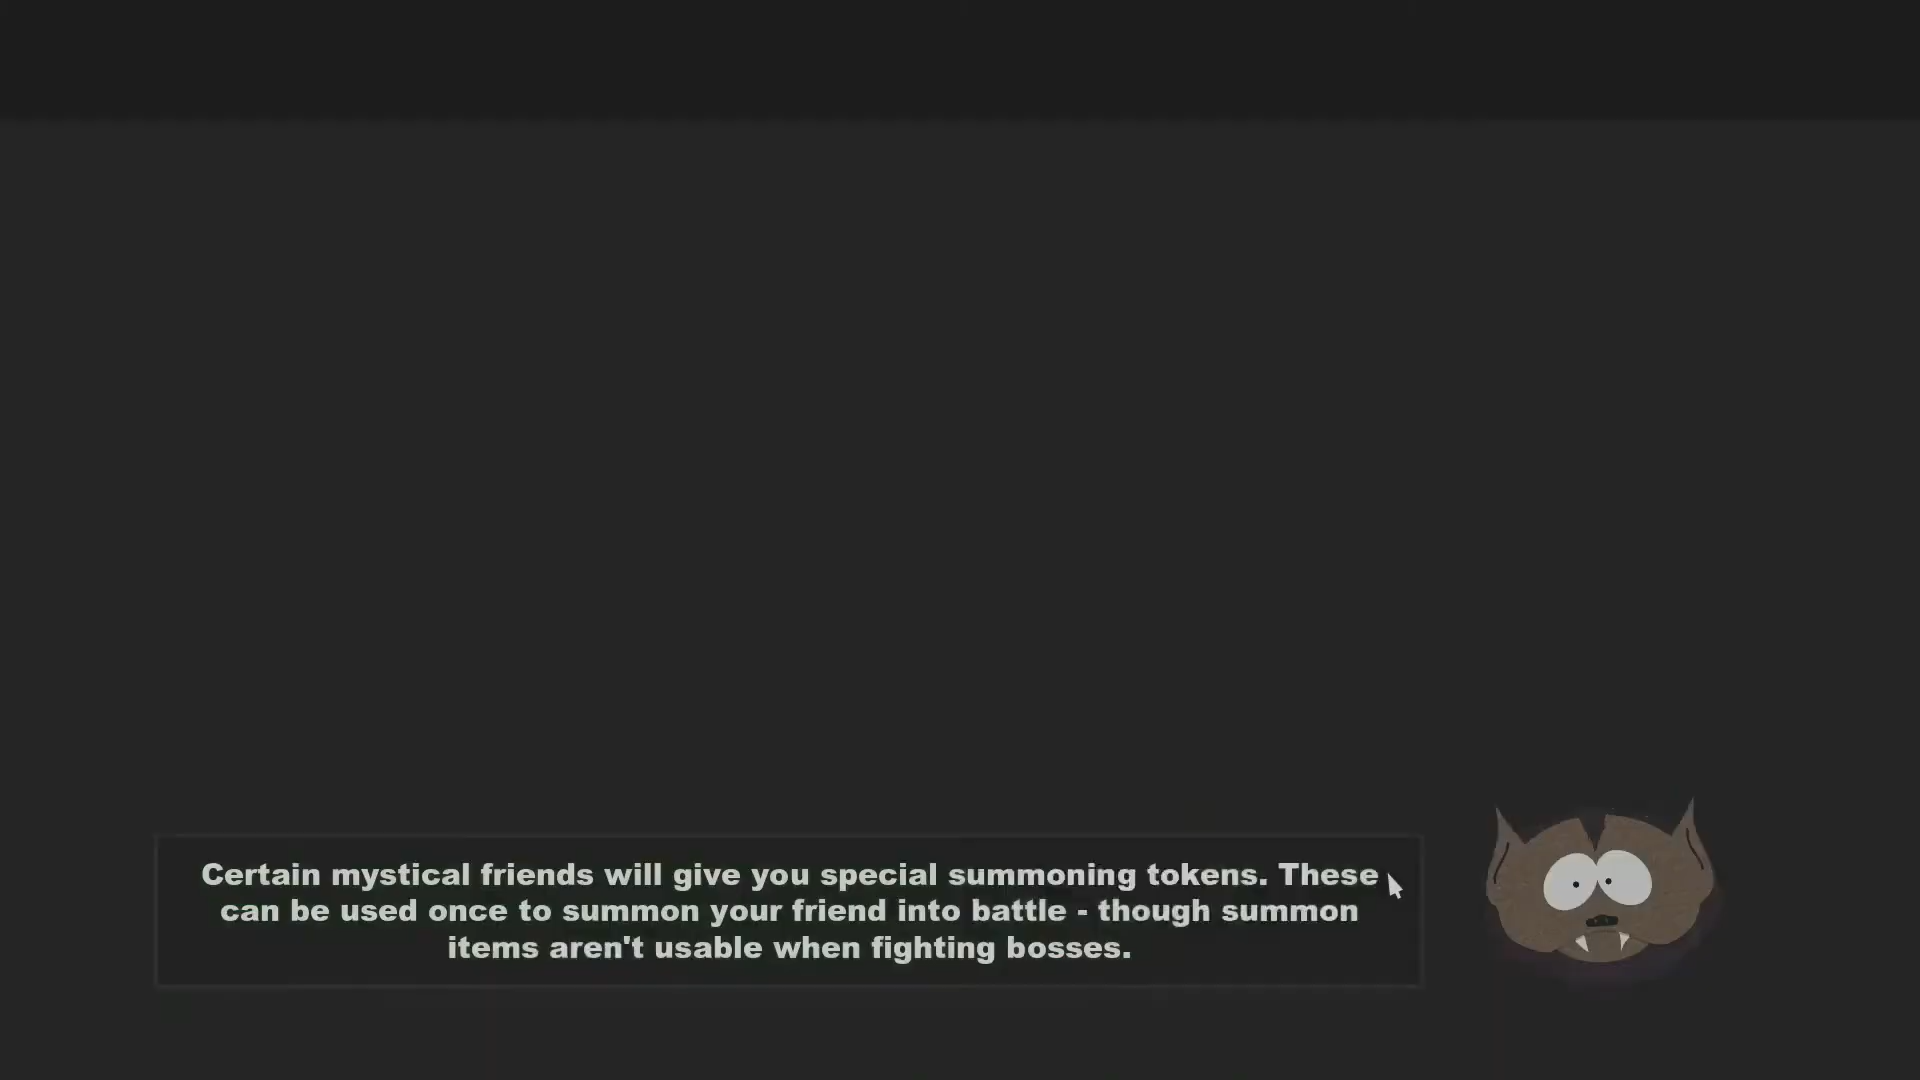 Certain mystical friends will give you special summoning tokens. These
can be used once to summon your friend into battle - though summon
items aren't usable when fighting bosses.